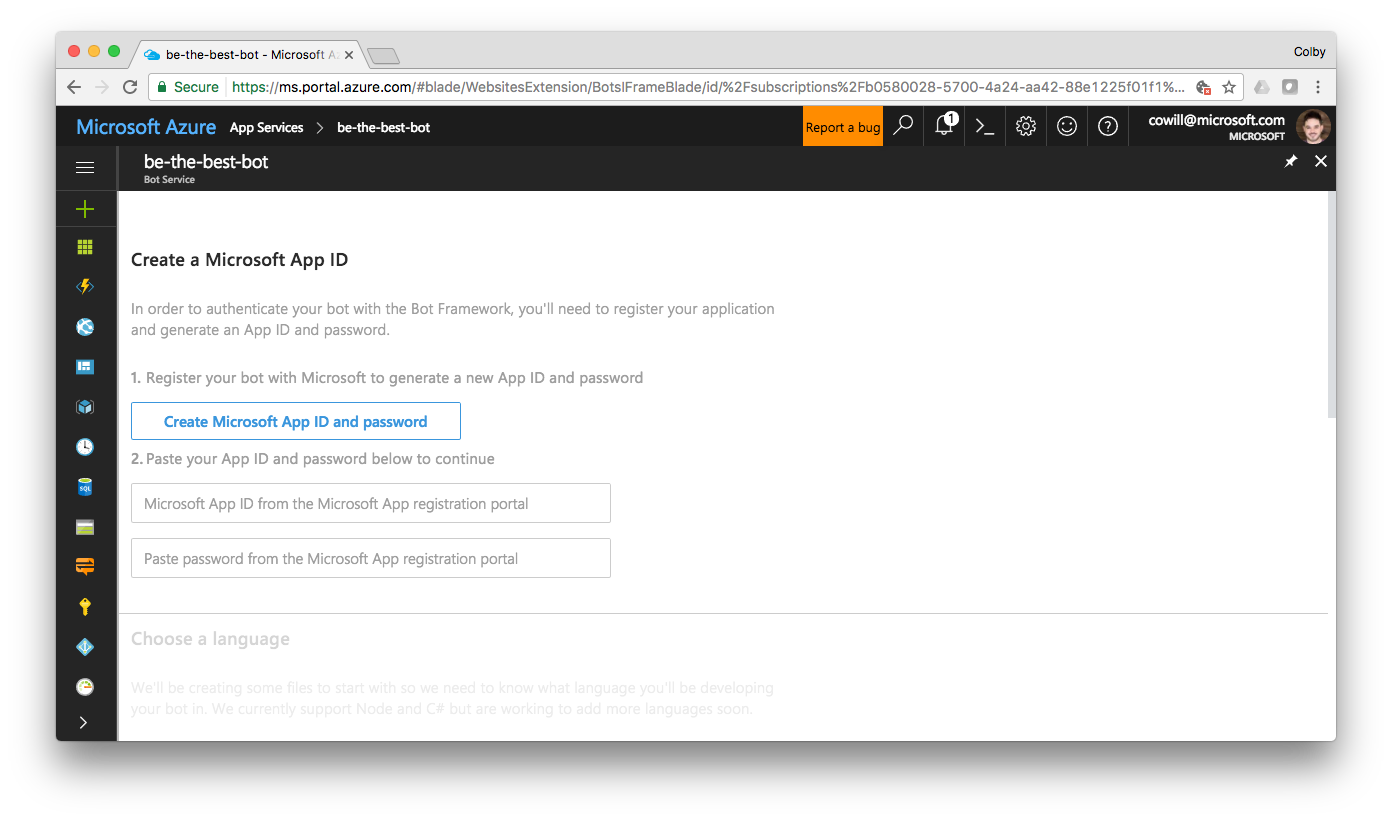 be-the-best-bot - Microsoft A
Colby
Secure
https://ms.portal.azure.com/#blade/WebsitesExtension/BotsIFrameBlade/id/%2Fsubscriptions%2Fb0580028-5700-4a24-aa42-88e1225f01f1%...
Microsoft Azure App Services > be-the-best-bot
Report a bug
1
cowill@microsoft.com
MICROSOFT
be-the-best-bot
Bot Service
Create a Microsoft App ID
In order to authenticate your bot with the Bot Framework, you'll need to register your application
and generate an App ID and password.
1. Register your bot with Microsoft to generate a new App ID and password
Create Microsoft App ID and password
2. Paste your App ID and password below to continue
Microsoft App ID from the Microsoft App registration portal
Paste password from the Microsoft App registration portal
SQL
Choose a language
We'll be creating some files to start with so we need to know what language you'll be developing
your bot in. We currently support Node and C# but are working to add more languages soon.